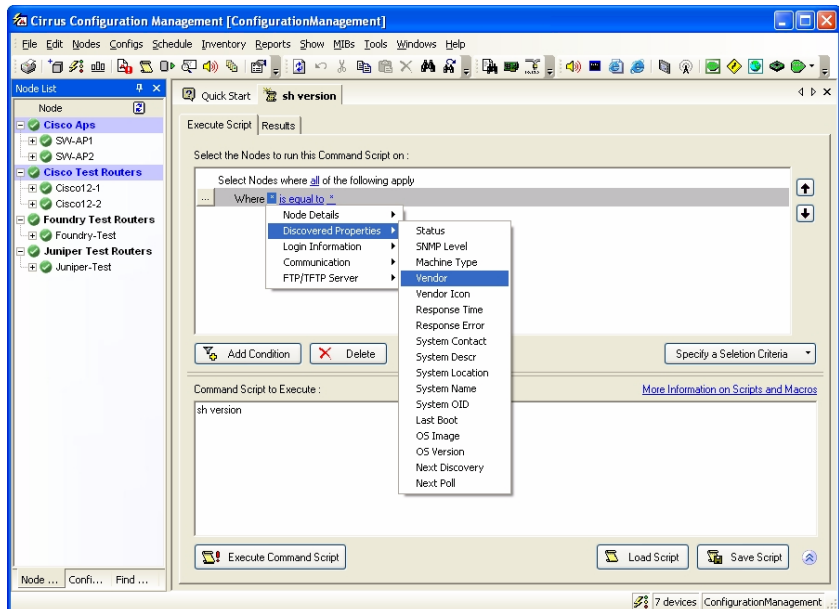 Cirrus Configuration Management [ConfigurationManagement]
File Edit Nodes Configs Schedule Inventory Reports Show MIBs Tools Windows Help
Node List
Node
Cisco Aps
SW-AP1
SW-AP2
Cisco Test Routers
Cisco12-1
Cisco12-2
Foundry Test Routers
Foundry-Test
Juniper Test Routers
Juniper-Test
Node ... Confi... Find ...
Quick Start sh version
Execute Script Results
Select the Nodes to run this Command Script on :
Select Nodes where all of the following apply
... Where * is equal to *
Node Details
Discovered Properties
Login Information
Communication
FTP/TFTP Server
Status
SNMP Level
Machine Type
Vendor
Vendor Icon
Response Time
Response Error
System Contact
System Descr
System Location
System Name
System OID
Last Boot
OS Image
OS Version
Next Discovery
Next Poll
Add Condition Delete Specify a Seletion Criteria
Command Script to Execute : More Information on Scripts and Macros
sh version
Execute Command Script Load Script Save Script
7 devices ConfigurationManagement